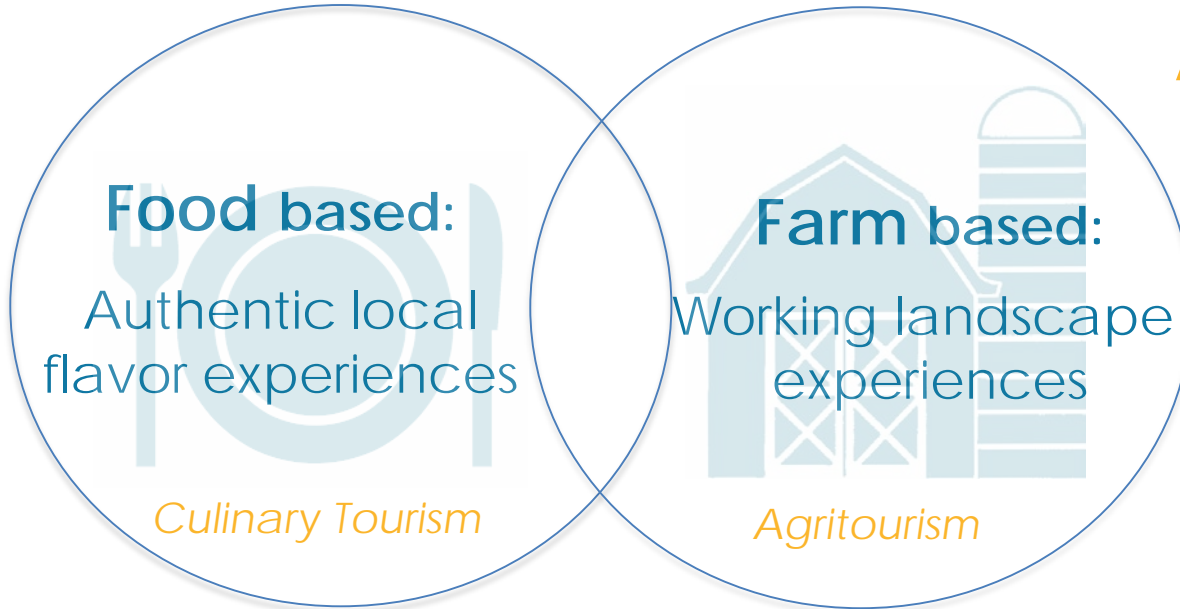 Food based:
Authentic local
flavor experiences
Culinary Tourism
Farm based:
Working landscape
experiences
Agritourism